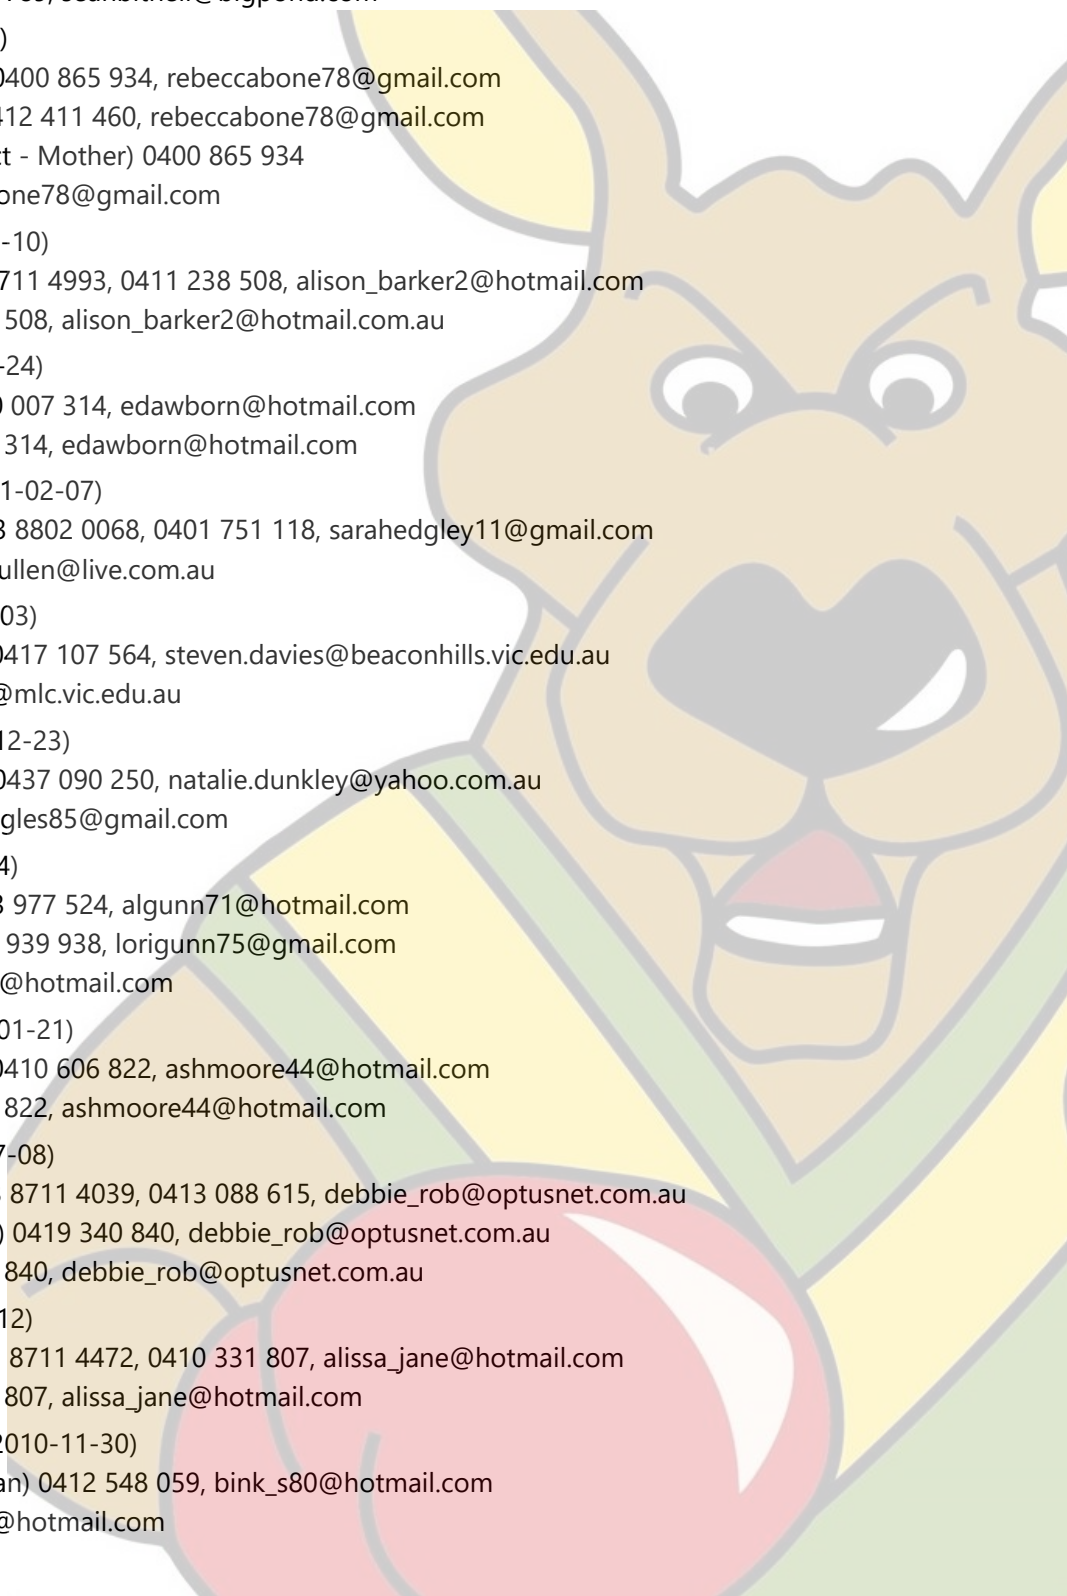 )
0400 865 934, rebeccabone78@gmail.com
412 411 460, rebeccabone78@gmail.com
ct - Mother) 0400 865 934
one78@gmail.com
-10)
711 4993, 0411 238 508, alison_barker2@hotmail.com
508, alison_barker2@hotmail.com.au
-24)
0 007 314, edawborn@hotmail.com
314, edawborn@hotmail.com
1-02-07)
3 8802 0068, 0401 751 118, sarahedgley11@gmail.com
ullen@live.com.au
03)
0417 107 564, steven.davies@beaconhills.vic.edu.au
@mlc.vic.edu.au
12-23)
0437 090 250, natalie.dunkley@yahoo.com.au
gles85@gmail.com
4)
3 977 524, algunn71@hotmail.com
939 938, lorigunn75@gmail.com
@hotmail.com
01-21)
0410 606 822, ashmoore44@hotmail.com
822, ashmoore44@hotmail.com
7-08)
8711 4039, 0413 088 615, debbie_rob@optusnet.com.au
) 0419 340 840, debbie_rob@optusnet.com.au
840, debbie_rob@optusnet.com.au
12)
8711 4472, 0410 331 807, alissa_jane@hotmail.com
807, alissa_jane@hotmail.com
2010-11-30)
an) 0412 548 059, bink_s80@hotmail.com
@hotmail.com